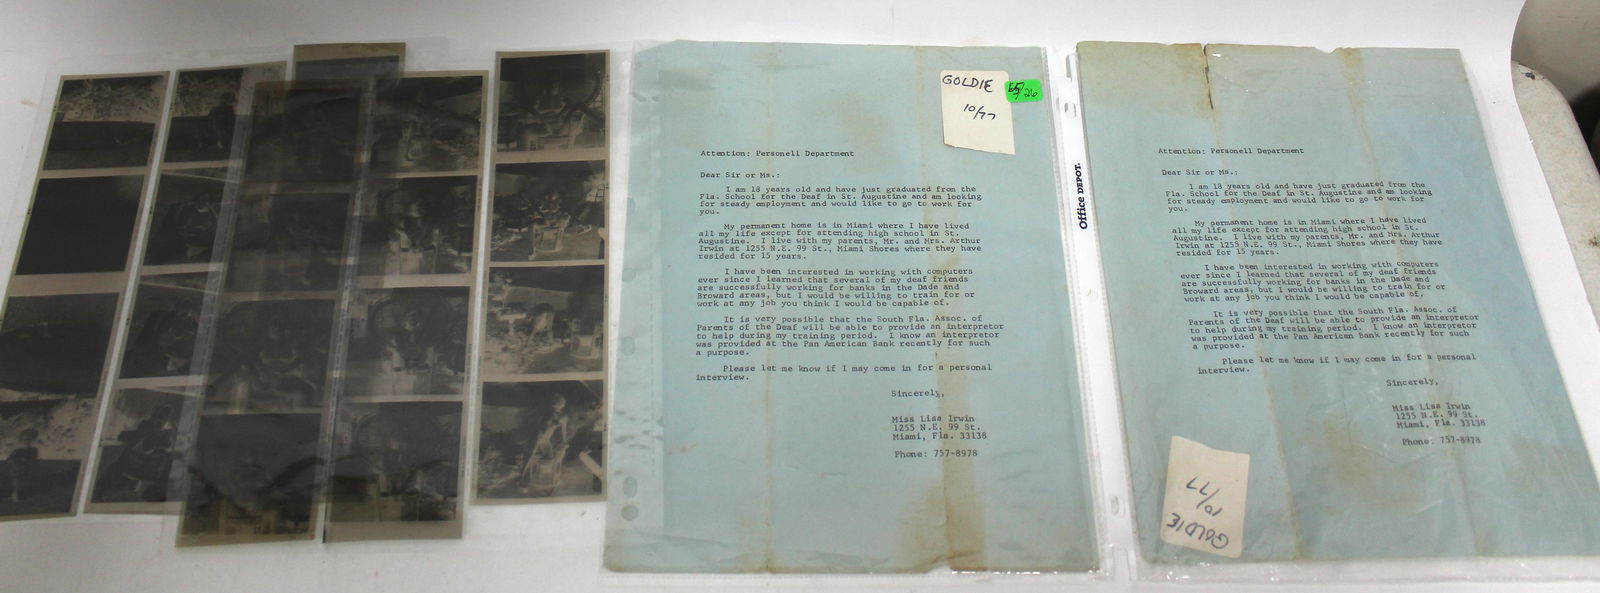 GOLDIE
10/77
26
Attention: Personell Department
Dear Sir or Ms.:
I am 18 years old and have just graduated from the
Fla. School for the Deaf in St. Augustine and am looking
for steady employment and would like to go to work for
you.
My permanent home is in Miami where I have lived
all my life except for attending high school in St.
Augustine. I live with my parents, Mr. and Mrs. Arthur
Irwin at 1255 N.E. 99 St., Miami Shores where they have
resided for 15 years.
I have been interested in working with computers
ever since I learned that several of my deaf friends
are successfully working for banks in the Dade and
Broward areas, but I would be willing to train for or
work at any job you think I would be capable of.
It is very possible that the South Fla. Assoc. of
Parents of the Deaf will be able to provide an interpretor
to help during my training period. I know an interpretor
was provided at the Pan American Bank recently for such
a purpose.
Please let me know if I may come in for a personal
interview.
Sincerely,
Miss Lisa Irwin
1255 N.E. 99 St.
Miami, Fla. 33138
Phone: 757-8978
Office DEPOT.
Attention: Personell Department
Dear Sir or Ms.:
I am 18 years old and have just graduated from the
Fla. School for the Deaf in St. Augustine and am looking
for steady employment and would like to go to work for
you.
My permanent home is in Miami where I have lived
all my life except for attending high school in St.
Augustine. I live with my parents, Mr. and Mrs. Arthur
Irwin at 1255 N.E. 99 St., Miami Shores where they have
resided for 15 years.
I have been interested in working with computers
ever since I learned that several of my deaf friends
are successfully working for banks in the Dade and
Broward areas, but I would be willing to train for or
work at any job you think I would be capable of.
It is very possible that the South Fla. Assoc. of
Parents of the Deaf will be able to provide an interpretor
to help during my training period. I know an interpretor
was provided at the Pan American Bank recently for such
a purpose.
Please let me know if I may come in for a personal
interview.
Sincerely,
Miss Lisa Irwin
1255 N.E. 99 St.
Miami, Fla. 33138
Phone: 757-8978
GOLDIE
10/77